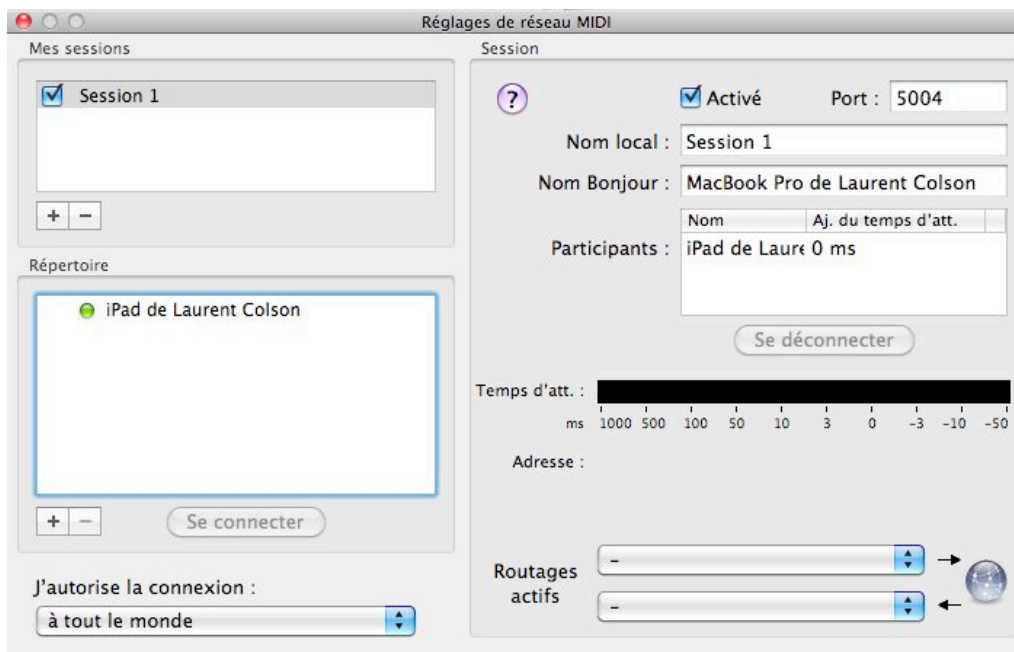 Réglages de réseau MIDI
Mes sessions
Session 1
+ −
Répertoire
iPad de Laurent Colson
+ −
Se connecter
J'autorise la connexion :
à tout le monde
Session
?
Activé
Port : 5004
Nom local : Session 1
Nom Bonjour : MacBook Pro de Laurent Colson
Nom Aj. du temps d'att.
Participants : iPad de Laure 0 ms
Se déconnecter
Temps d'att. :
ms 1000 500 100 50 10 3 0 -3 -10 -50
Adresse :
Routages
actifs
–
–